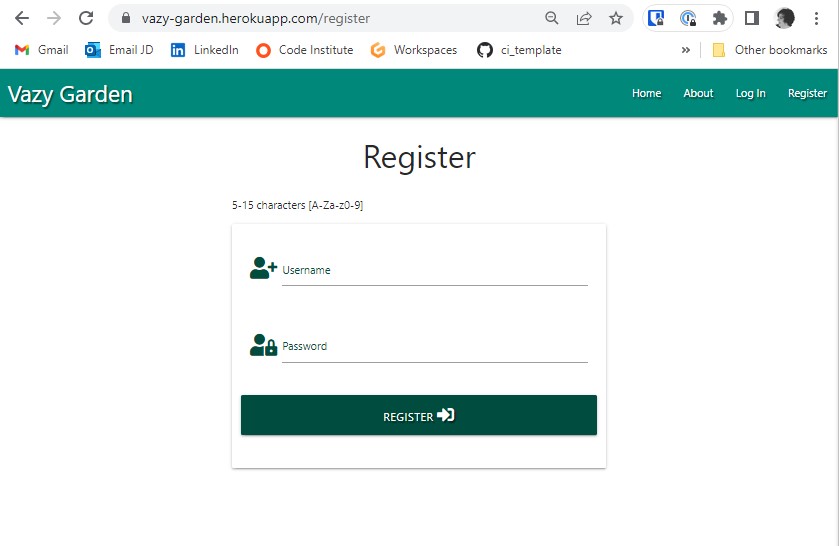 vazy-garden.herokuapp.com/register
Gmail Email JD LinkedIn Code Institute Workspaces ci_template » Other bookmarks
Vazy Garden Home About Log In Register
Register
5-15 characters [A-Za-z0-9]
Username
Password
REGISTER